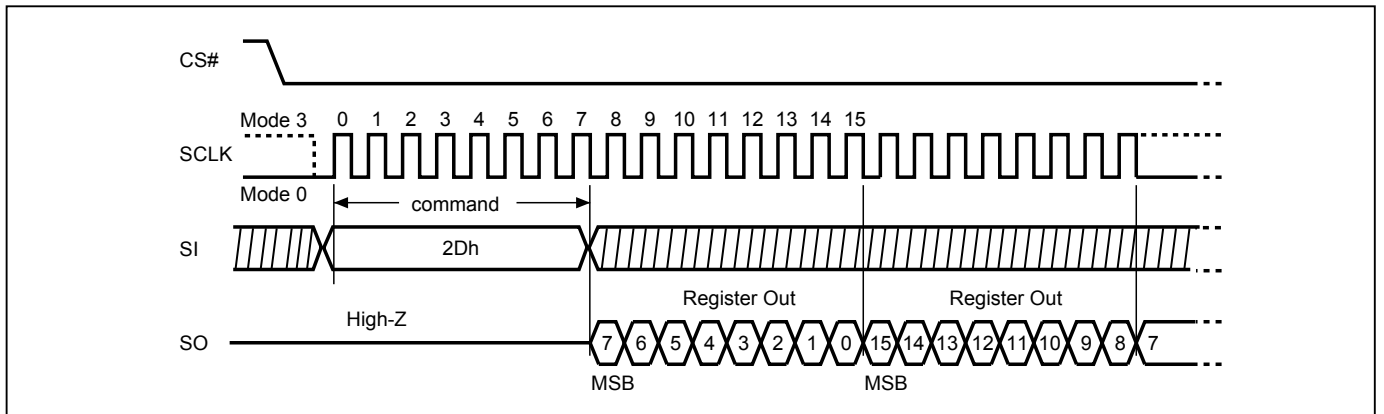 CS#
Mode 3 0 1 2 3 4 5 6 7 8 9 10 11 12 13 14 15
SCLK
Mode 0
command
SI 2Dh
Register Out Register Out
High-Z
SO 7 6 5 4 3 2 1 0 15 14 13 12 11 10 9 8 7
MSB MSB